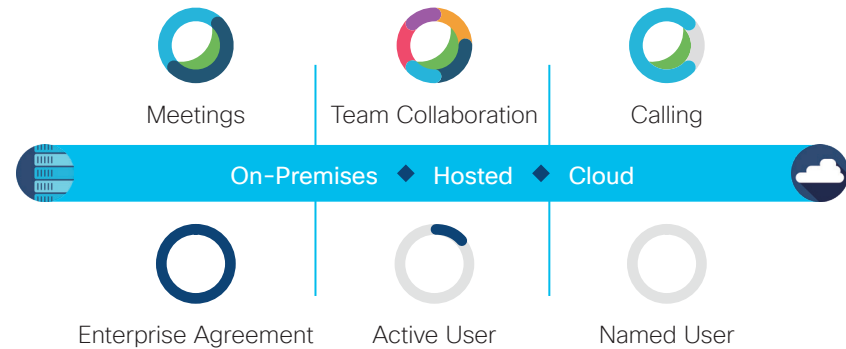 Meetings
Team Collaboration
Calling
On-Premises ◆ Hosted ◆ Cloud
Enterprise Agreement
Active User
Named User